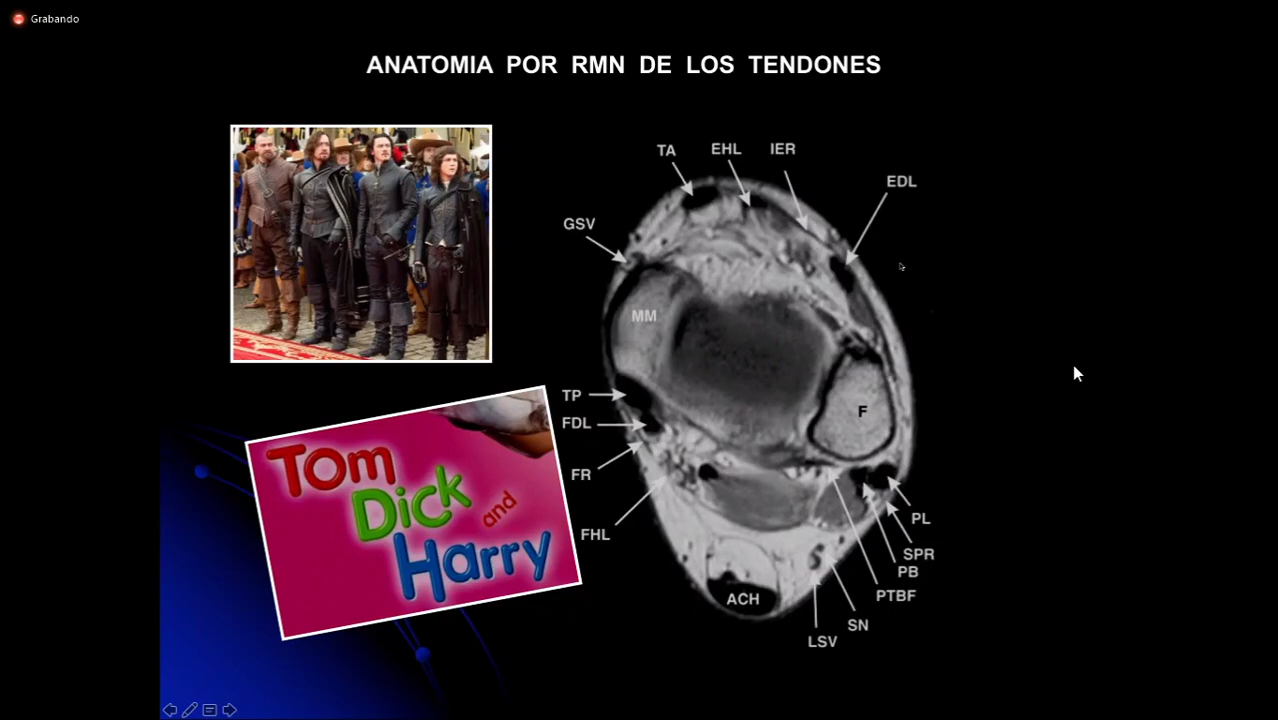 Grabando
ANATOMIA POR RMN DE LOS TENDONES
TA
EHL
IER
EDL
GSV
MM
TP
FDL
F
FR
FHL
PL
SPR
PB
PTBF
ACH
SN
LSV
Tom
Dick
and
Harry